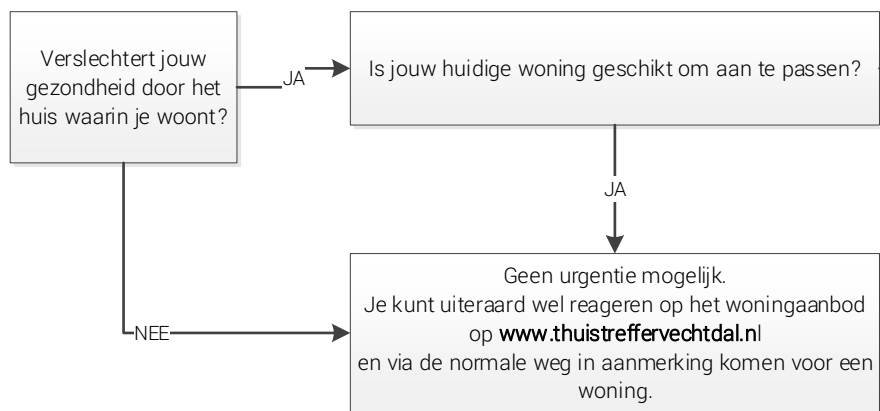 Verslechtert jouw
gezondheid door het
huis waarin je woont?
JA
Is jouw huidige woning geschikt om aan te passen?
JA
Geen urgentie mogelijk.
Je kunt uiteraard wel reageren op het woningaanbod
op www.thuistreffervechtdal.nl
en via de normale weg in aanmerking komen voor een
woning.
NEE